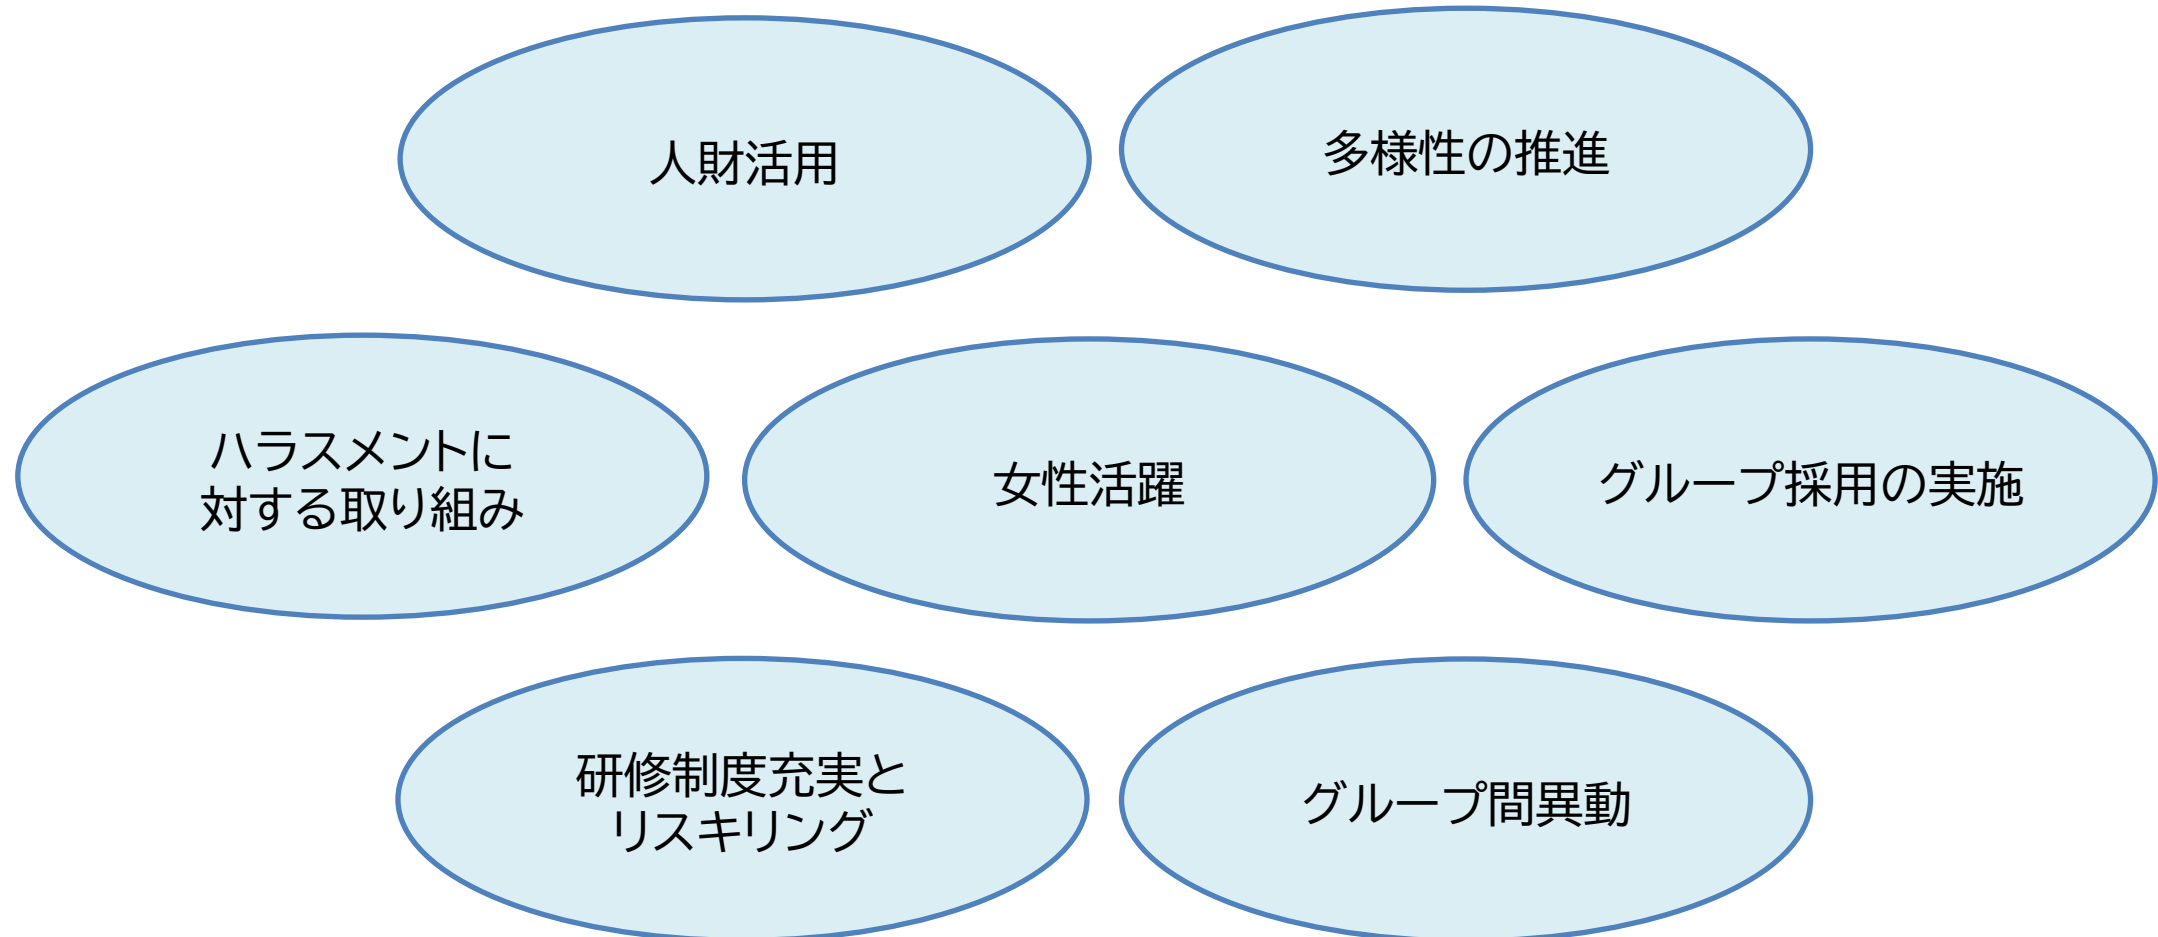 人財活用
多様性の推進
ハラスメントに
対する取り組み
女性活躍
グループ採用の実施
研修制度充実と
リスキリング
グループ間異動